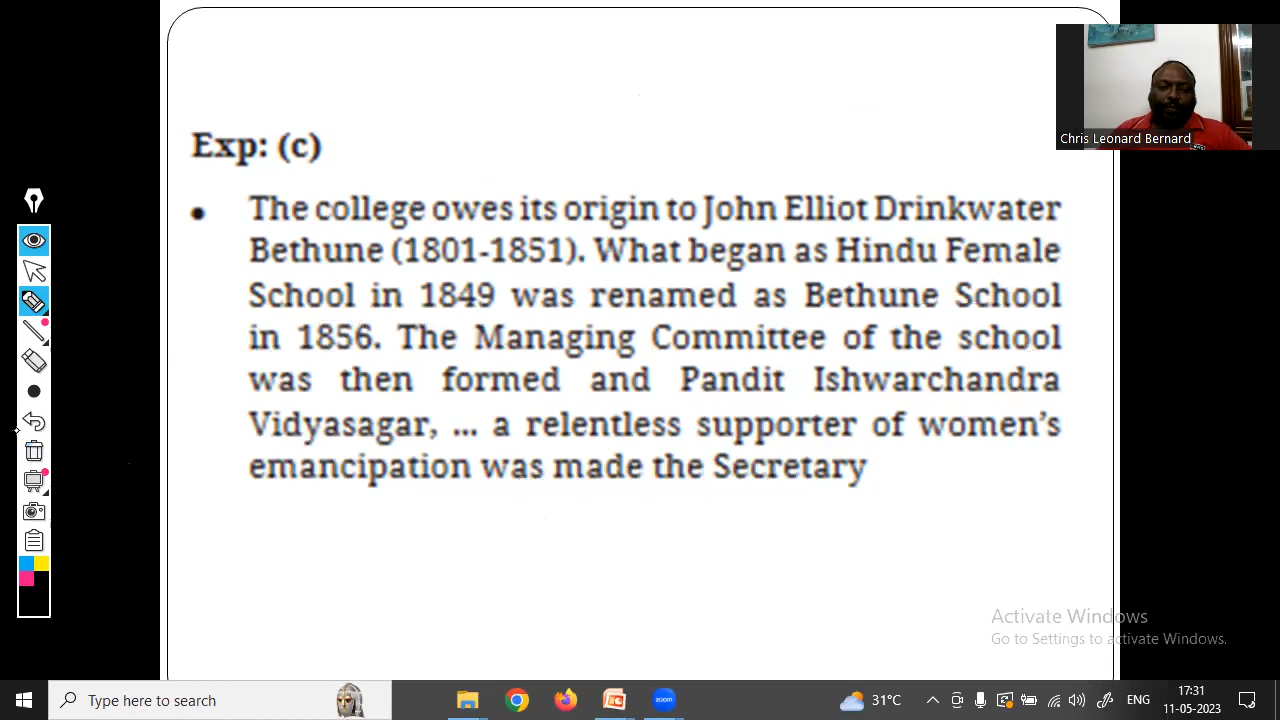 Exp: (c)
• The college owes its origin to John Elliot Drinkwater
Bethune (1801-1851). What began as Hindu Female
School in 1849 was renamed as Bethune School
in 1856. The Managing Committee of the school
was then formed and Pandit Ishwarchandra
Vidyasagar, ... a relentless supporter of women's
emancipation was made the Secretary
Chris Leonard Bernard
Activate Windows
Go to Settings to activate Windows.
Type here to search
zoom
31°C
ENG
17:31
11-05-2023